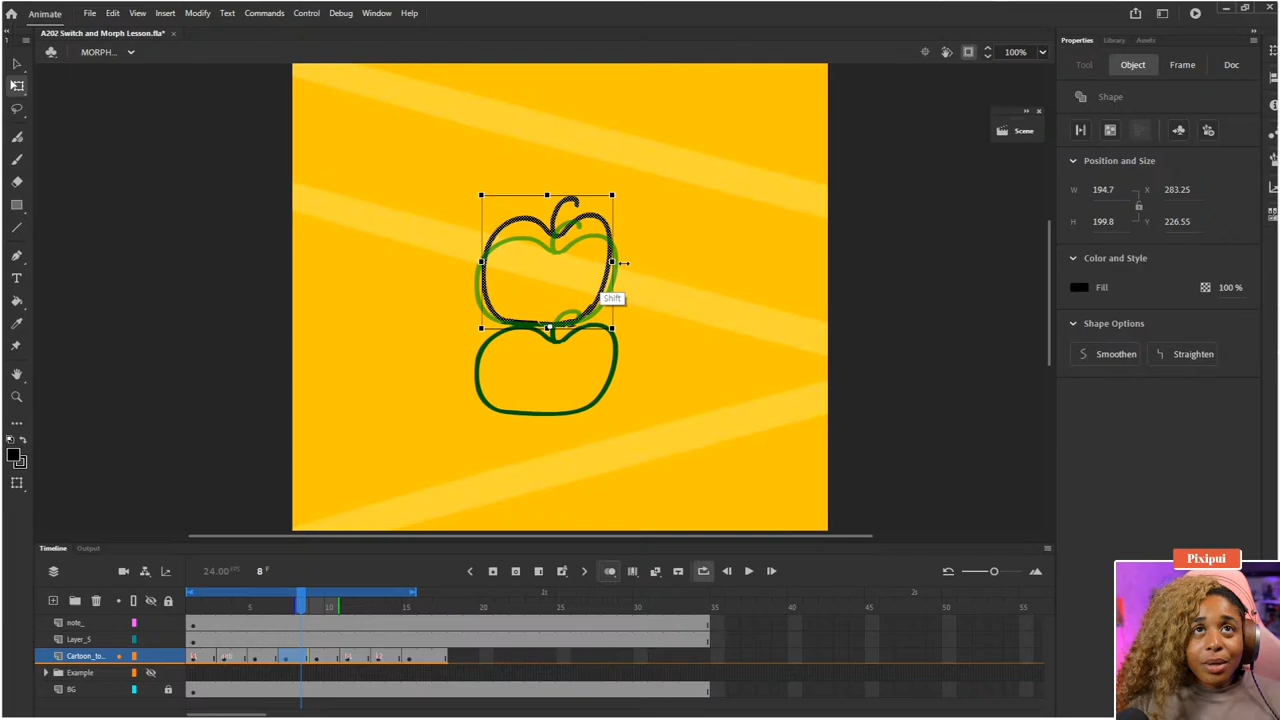 Animate File Edit View Insert Modify Text Commands Control Debug Window Help
A202 Switch and Morph Lesson.fla*
MORPH... 100%
Properties Library Assets
Tool Object Frame Doc
Shape
Scene
Position and Size
W 194.7 X 283.25
H 199.8 Y 226.55
Color and Style
Fill 100 %
Shape Options
Smoothen Straighten
Shift
Timeline Output
24.00 FPS 8 F
1s 2s
5 10 15 20 25 30 35 40 45 50 55
note_
Layer_5
Cartoon_to...
Example
BG
Pixipui